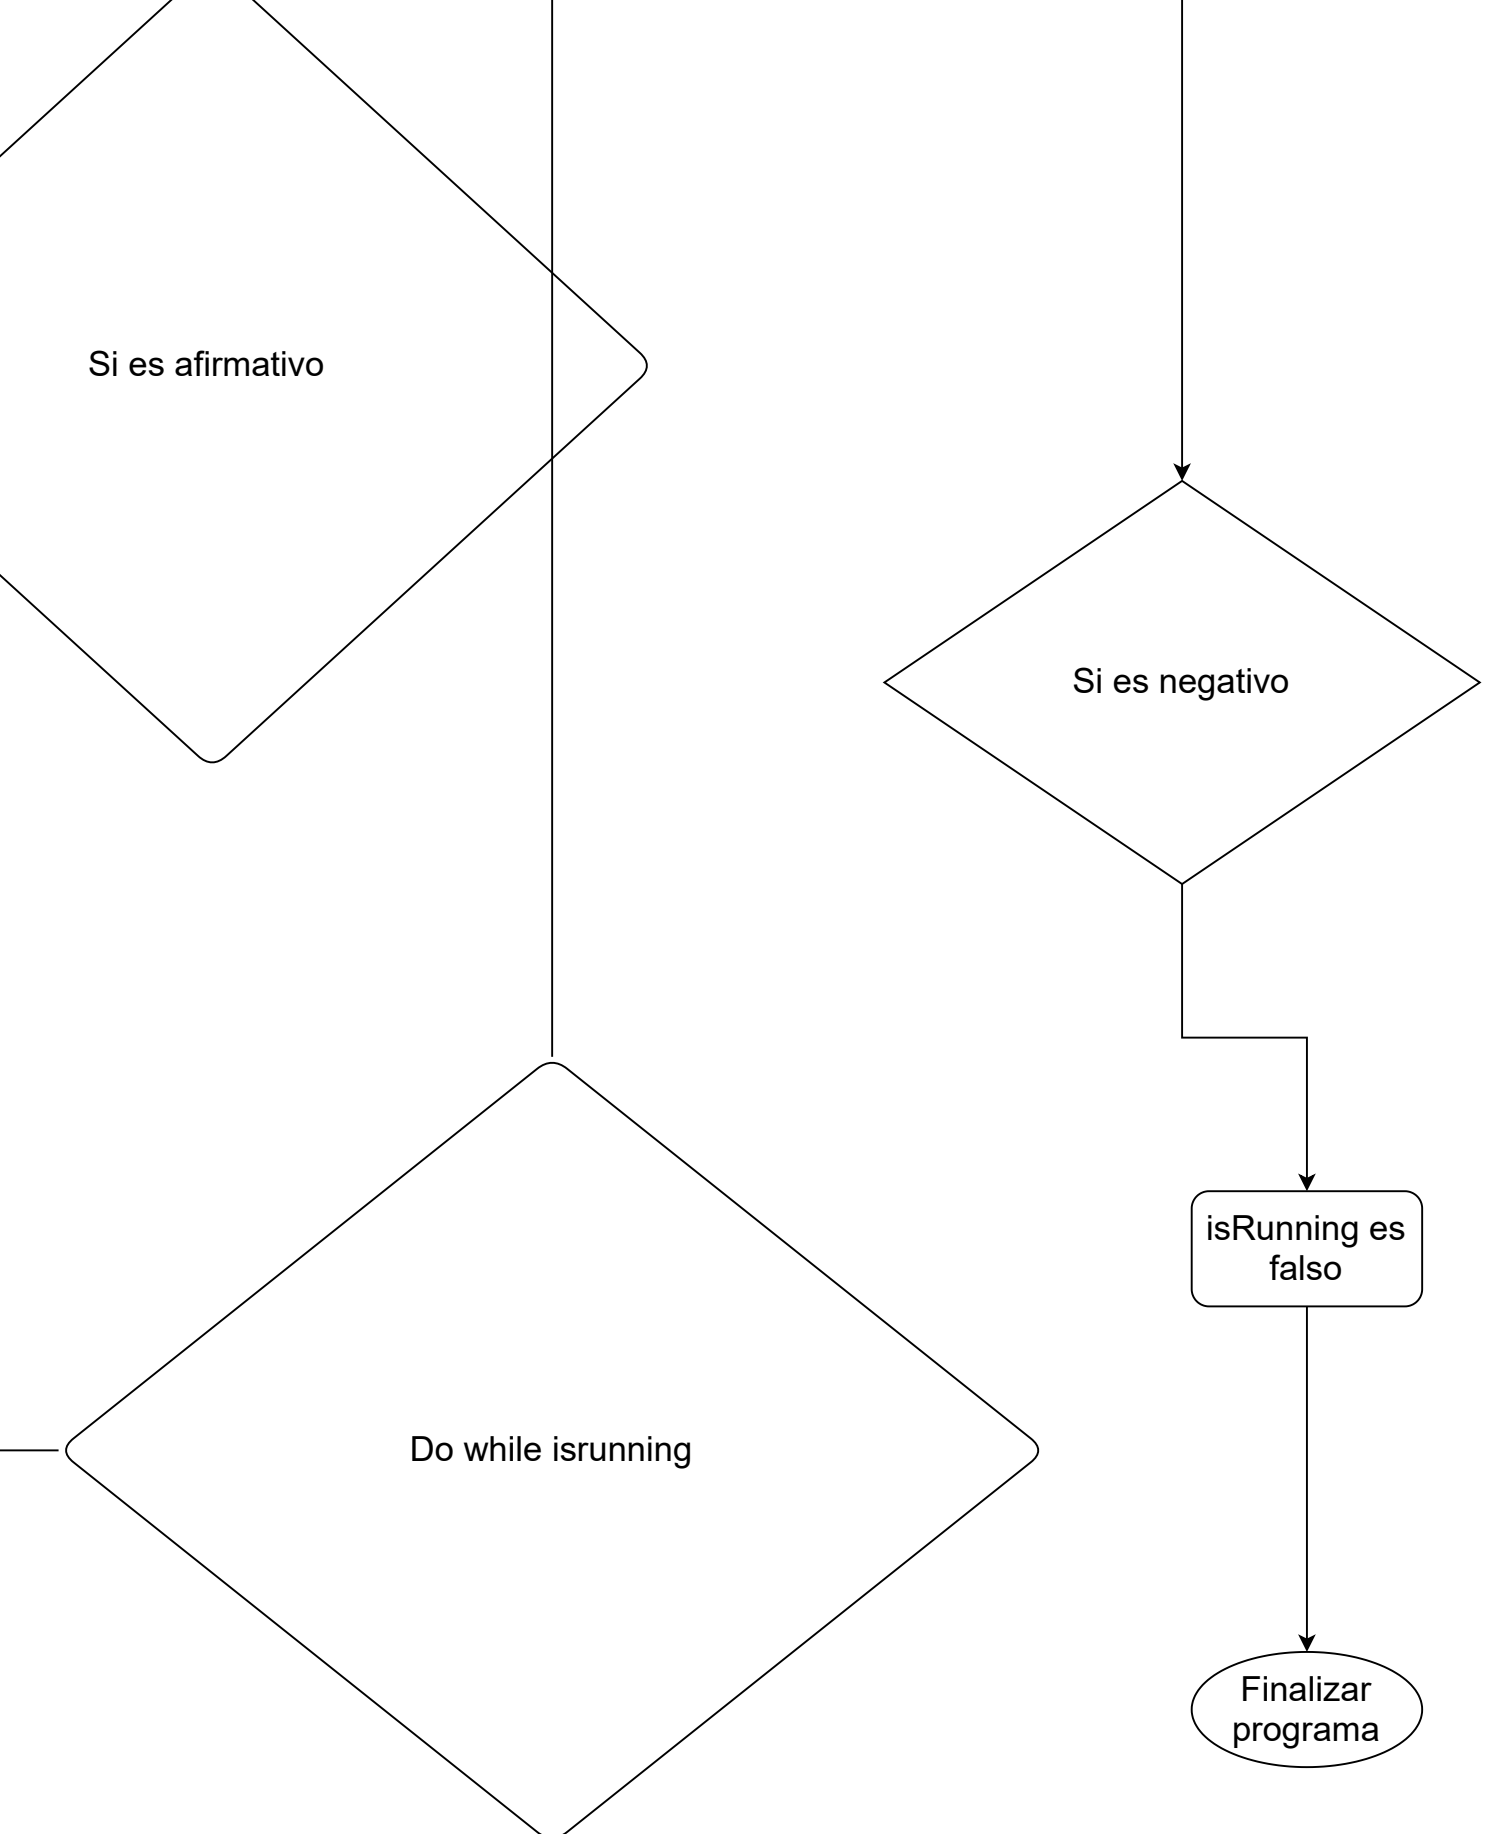 Si es afirmativo
Si es negativo
isRunning es
falso
Do while isrunning
Finalizar
programa